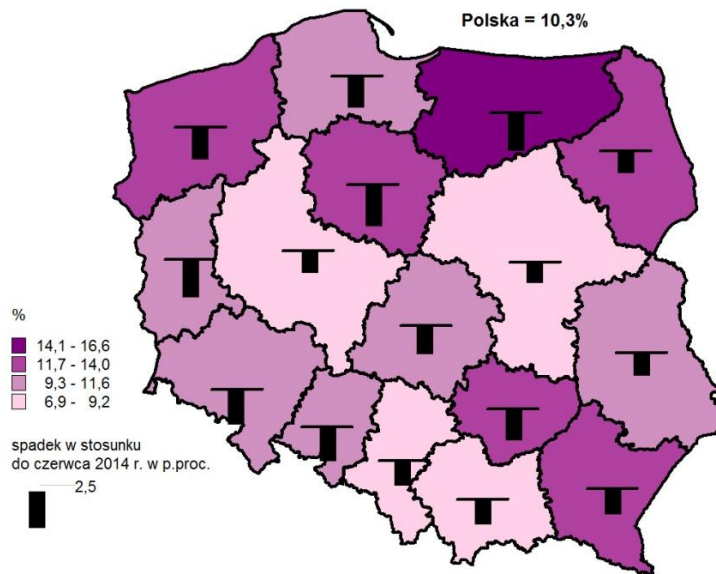 Polska = 10,3%
%
14,1 - 16,6
11,7 - 14,0
9,3 - 11,6
6,9 - 9,2
spadek w stosunku
do czerwca 2014 r. w p.proc.
2,5